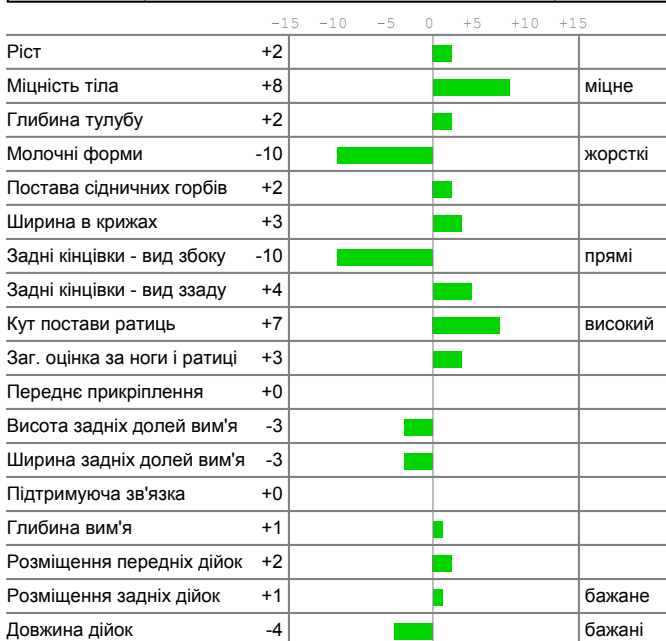 -15 -10 -5 0 +5 +10 +15
Ріст +2
Міцність тіла +8 міцне
Глибина тулубу +2
Молочні форми -10 жорсткі
Постава сідничних горбів +2
Ширина в крижах +3
Задні кінцівки - вид збоку -10 прямі
Задні кінцівки - вид ззаду +4
Кут постави ратиць +7 високий
Заг. оцінка за ноги і ратиці +3
Переднє прикріплення +0
Висота задніх долей вим'я -3
Ширина задніх долей вим'я -3
Підтримуюча зв'язка +0
Глибина вим'я +1
Розміщення передніх дійок +2
Розміщення задніх дійок +1 бажане
Довжина дійок -4 бажані